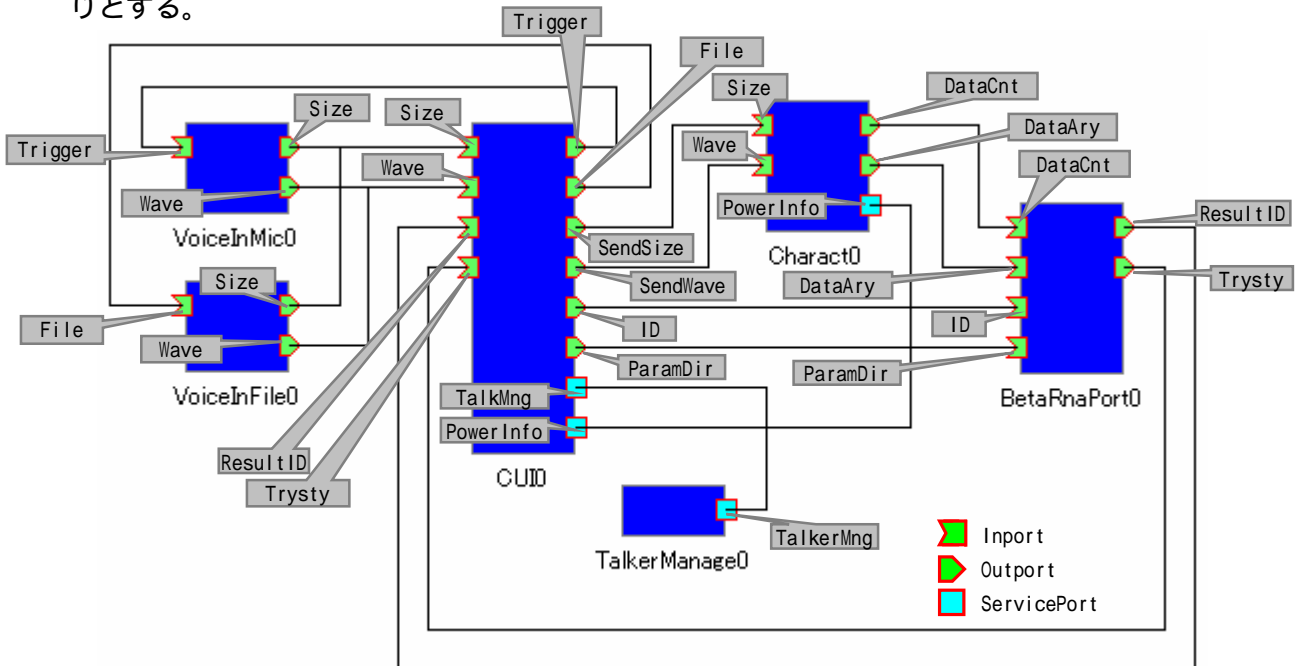 りとする。
Trigger
File
Size
DataCnt
Size
Size
DataAry
Trigger
Wave
Wave
DataCnt
Wave
PowerInfo
ResultID
VoiceInMic0
SendSize
Charact0
Size
SendWave
DataAry
Trysty
File
ID
ID
Wave
ParamDir
ParamDir
VoiceInFile0
TalkMng
BetaRnaPort0
PowerInfo
ResultID
CUI0
Trysty
TalkerMng
Inport
TalkerManage0
Outport
ServicePort